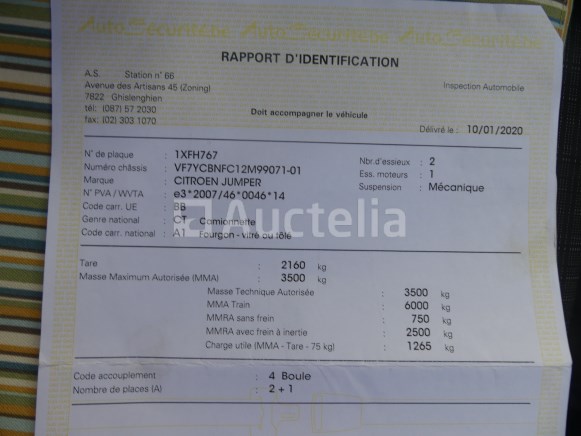 AutoSécuritébe AutoSécuritébe AutoSécuritébe
RAPPORT D'IDENTIFICATION
A.S. Station n° 66
Avenue des Artisans 45 (Zoning)
7822 Ghislenghien
tél: (087) 57 2030
fax: (02) 303 1070
Inspection Automobile
Doit accompagner le véhicule
Délivré le : 10/01/2020
N° de plaque : 1XFH767
Numéro châssis : VF7YCBNFC12M99071-01
Marque : CITROEN JUMPER
N° PVA / WVTA : e3*2007/46*0046*14
Code carr. UE : BB
Genre national : CT Camionnette
Code carr. national : A1 Fourgon - vitré ou tôlé
Nbr.d'essieux : 2
Ess. moteurs : 1
Suspension : Mécanique
Auctelia
Tare : 2160 kg
Masse Maximum Autorisée (MMA) : 3500 kg
Masse Technique Autorisée : 3500 kg
MMA Train : 6000 kg
MMRA sans frein : 750 kg
MMRA avec frein à inertie : 2500 kg
Charge utile (MMA - Tare - 75 kg) : 1265 kg
Code accouplement : 4 Boule
Nombre de places (A) : 2 + 1